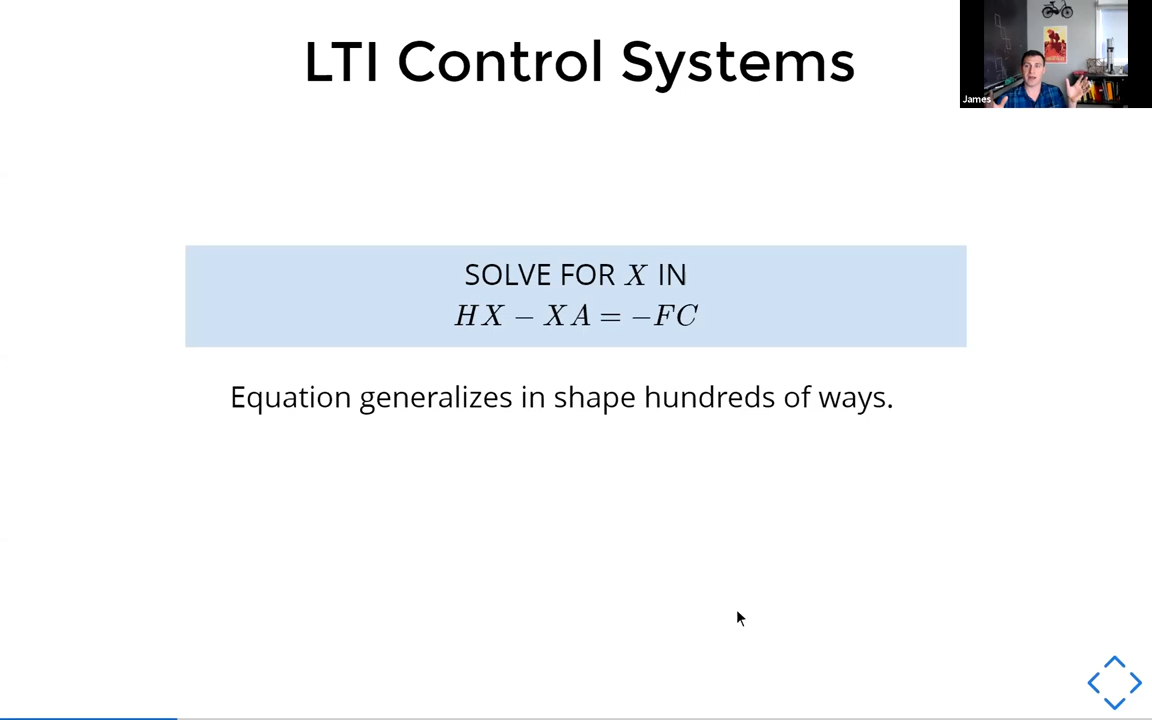 LTI Control Systems
James
SOLVE FOR X IN
HX − XA = −FC
Equation generalizes in shape hundreds of ways.